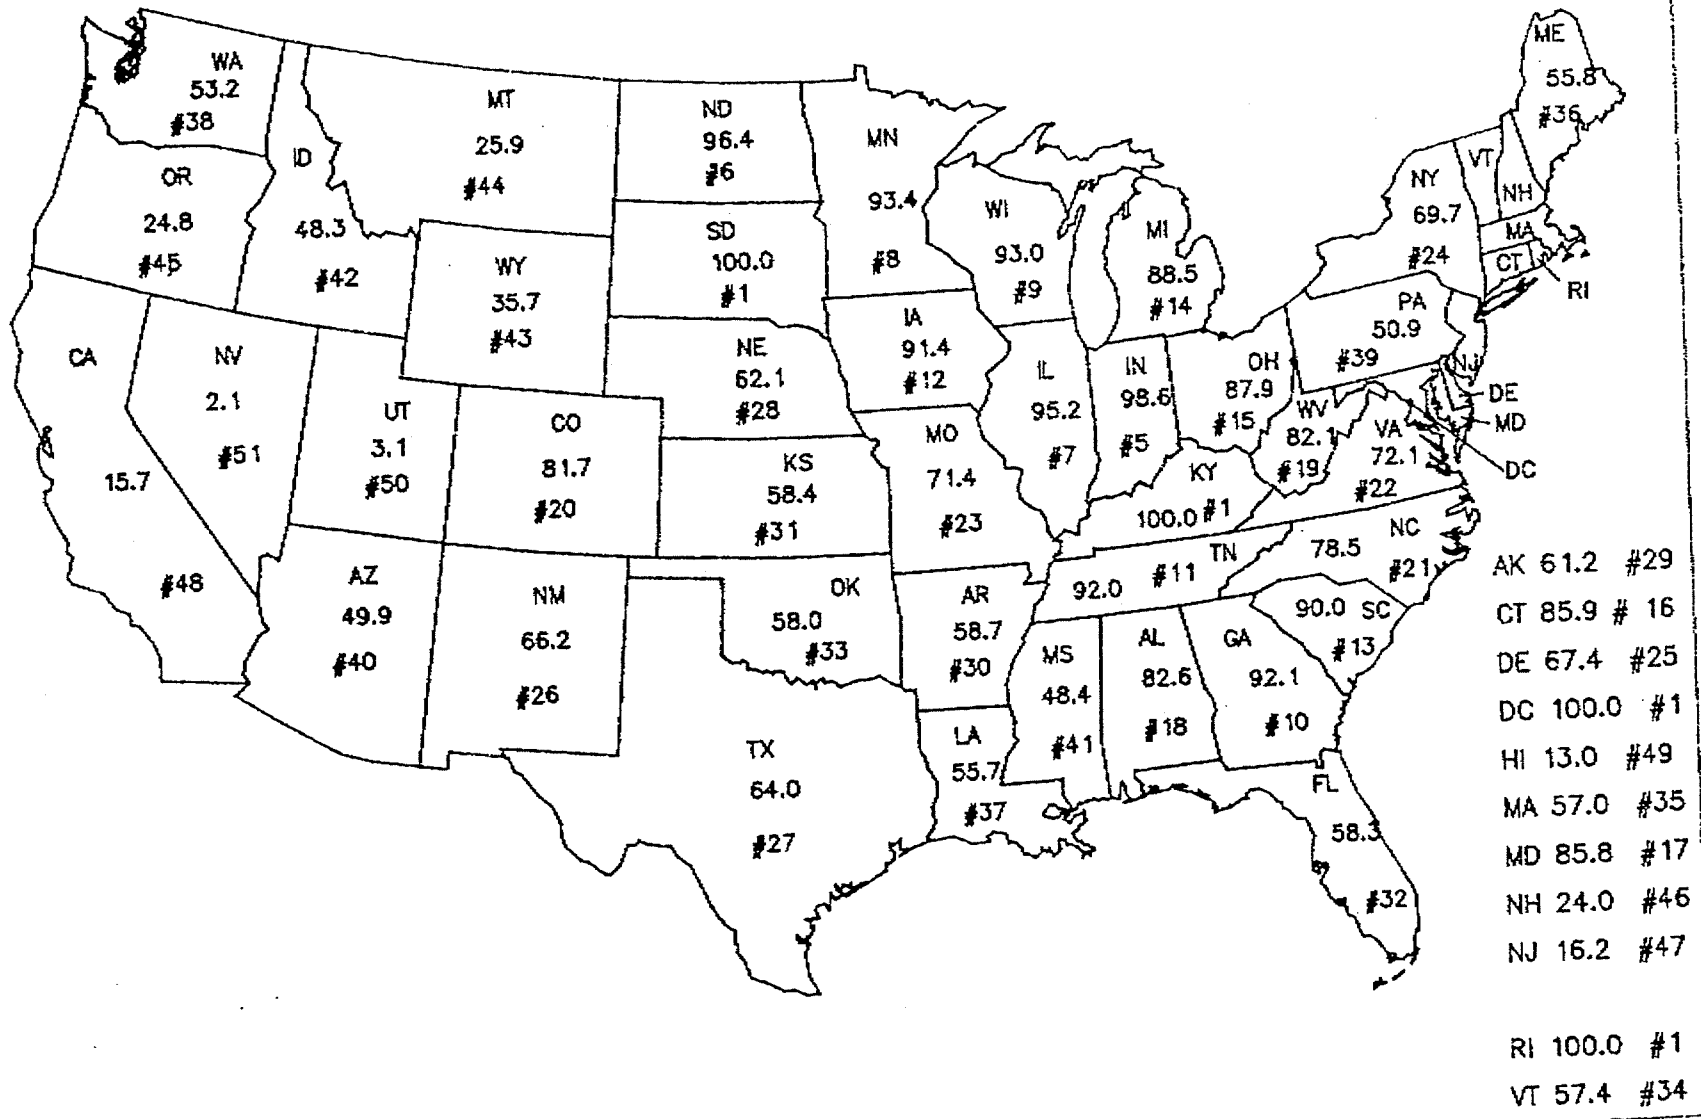 WA
53.2
#38
OR
24.8
#45
CA
15.7
#48
ID
48.3
#42
NV
2.1
#51
UT
3.1
#50
AZ
49.9
#40
MT
25.9
#44
WY
35.7
#43
CO
81.7
#20
NM
66.2
#26
ND
96.4
#6
SD
100.0
#1
NE
62.1
#28
KS
58.4
#31
OK
58.0
#33
TX
64.0
#27
MN
93.4
#8
IA
91.4
#12
MO
71.4
#23
AR
58.7
#30
LA
55.7
#37
WI
93.0
#9
IL
95.2
#7
MI
88.5
#14
IN
98.6
#5
OH
87.9
#15
KY
100.0 #1
TN
92.0 #11
MS
48.4
#41
AL
82.6
#18
GA
92.1
#10
FL
58.3
#32
90.0 SC
#13
NC
78.5
#21
VA
72.1
#22
WV
82.1
#19
PA
50.9
#39
NY
69.7
#24
ME
55.8
#36
VT
NH
MA
CT
RI
NJ
DE
MD
DC
AK 61.2 #29
CT 85.9 # 16
DE 67.4 #25
DC 100.0 #1
HI 13.0 #49
MA 57.0 #35
MD 85.8 #17
NH 24.0 #46
NJ 16.2 #47
RI 100.0 #1
VT 57.4 #34